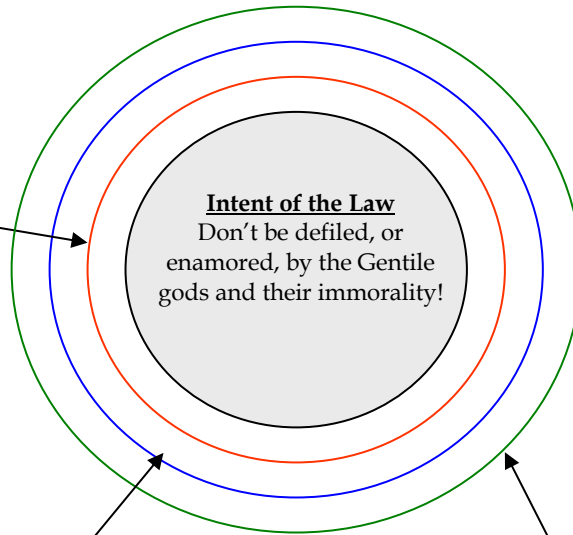 Intent of the Law
Don’t be defiled, or
enamored, by the Gentile
gods and their immorality!